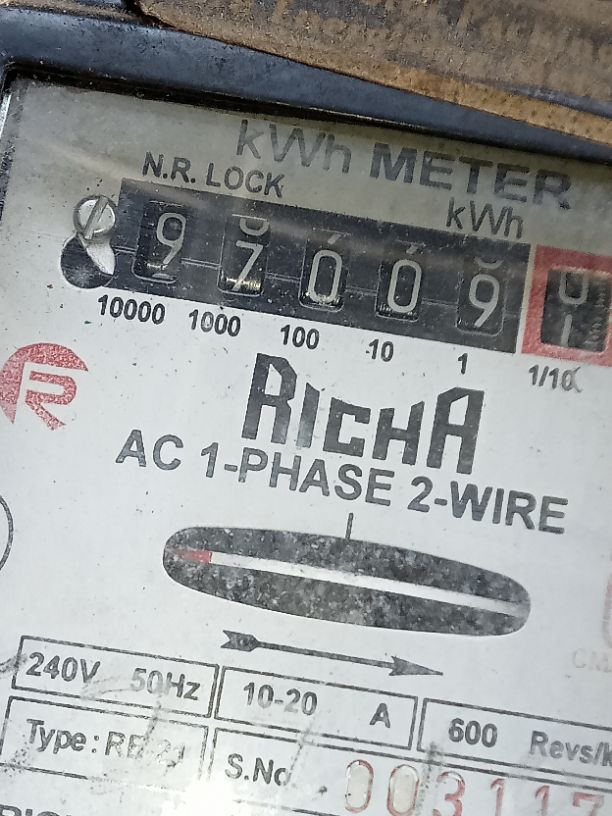 kWh METER
N.R. LOCK
kWh
9 7 0 0 9
10000 1000 100 10 1 1/10
R
RICHA
AC 1-PHASE 2-WIRE
240V 50Hz 10-20 A 600 Revs/k
Type: S.No. 003117